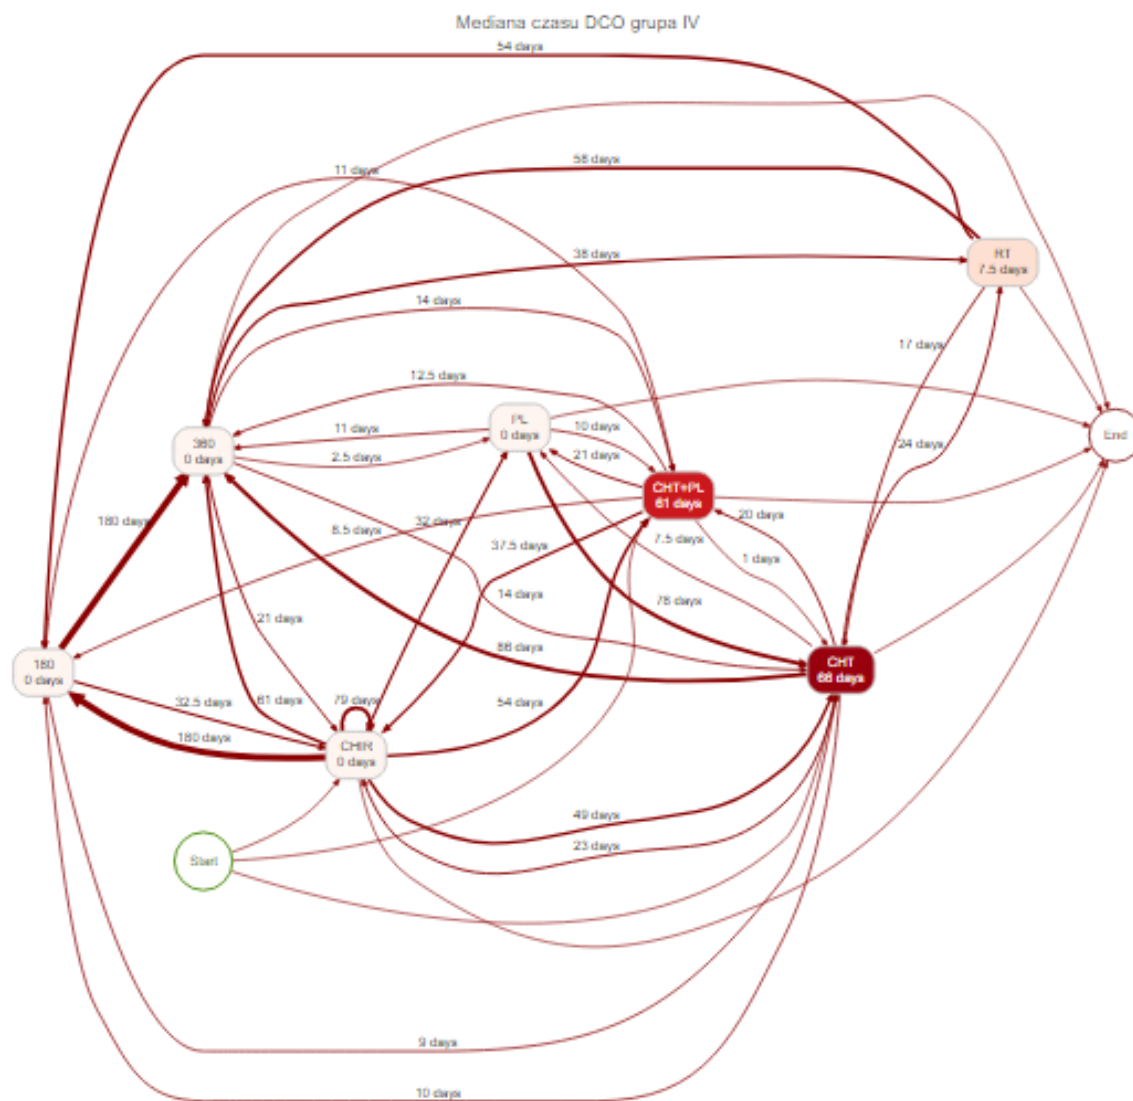 Mediana czasu DCO grupa IV
54 days
11 days
58 days
RT
7.5 days
38 days
14 days
17 days
12.5 days
PL
0 days
360
0 days
11 days
10 days
End
2.5 days
21 days
24 days
CHT+PL
61 days
180 days
8.5 days
32 days
20 days
37.5 days
7.5 days
1 days
14 days
78 days
21 days
86 days
180
0 days
CHT
66 days
32.5 days
61 days
79 days
54 days
180 days
CHIR
0 days
49 days
23 days
Start
9 days
10 days